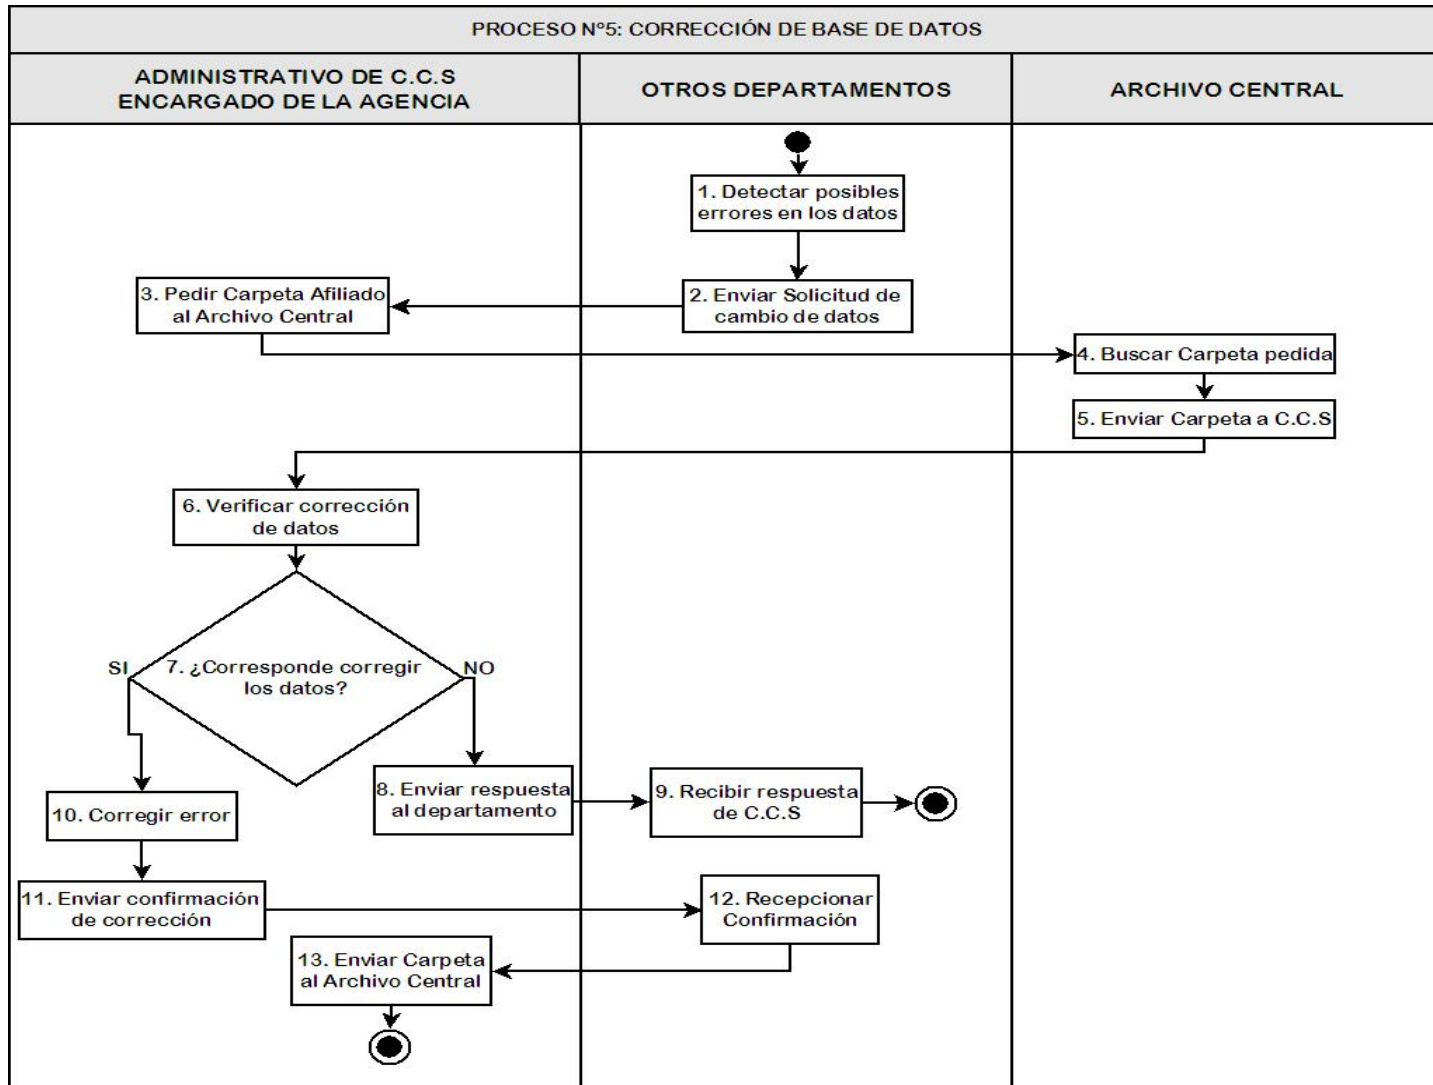 PROCESO Nº5: CORRECCIÓN DE BASE DE DATOS
ADMINISTRATIVO DE C.C.S
ENCARGADO DE LA AGENCIA
OTROS DEPARTAMENTOS
ARCHIVO CENTRAL
1. Detectar posibles
errores en los datos
2. Enviar Solicitud de
cambio de datos
3. Pedir Carpeta Afiliado
al Archivo Central
4. Buscar Carpeta pedida
5. Enviar Carpeta a C.C.S
6. Verificar corrección
de datos
7. ¿Corresponde corregir
los datos?
SI
NO
8. Enviar respuesta
al departamento
9. Recibir respuesta
de C.C.S
10. Corregir error
11. Enviar confirmación
de corrección
12. Recepcionar
Confirmación
13. Enviar Carpeta
al Archivo Central